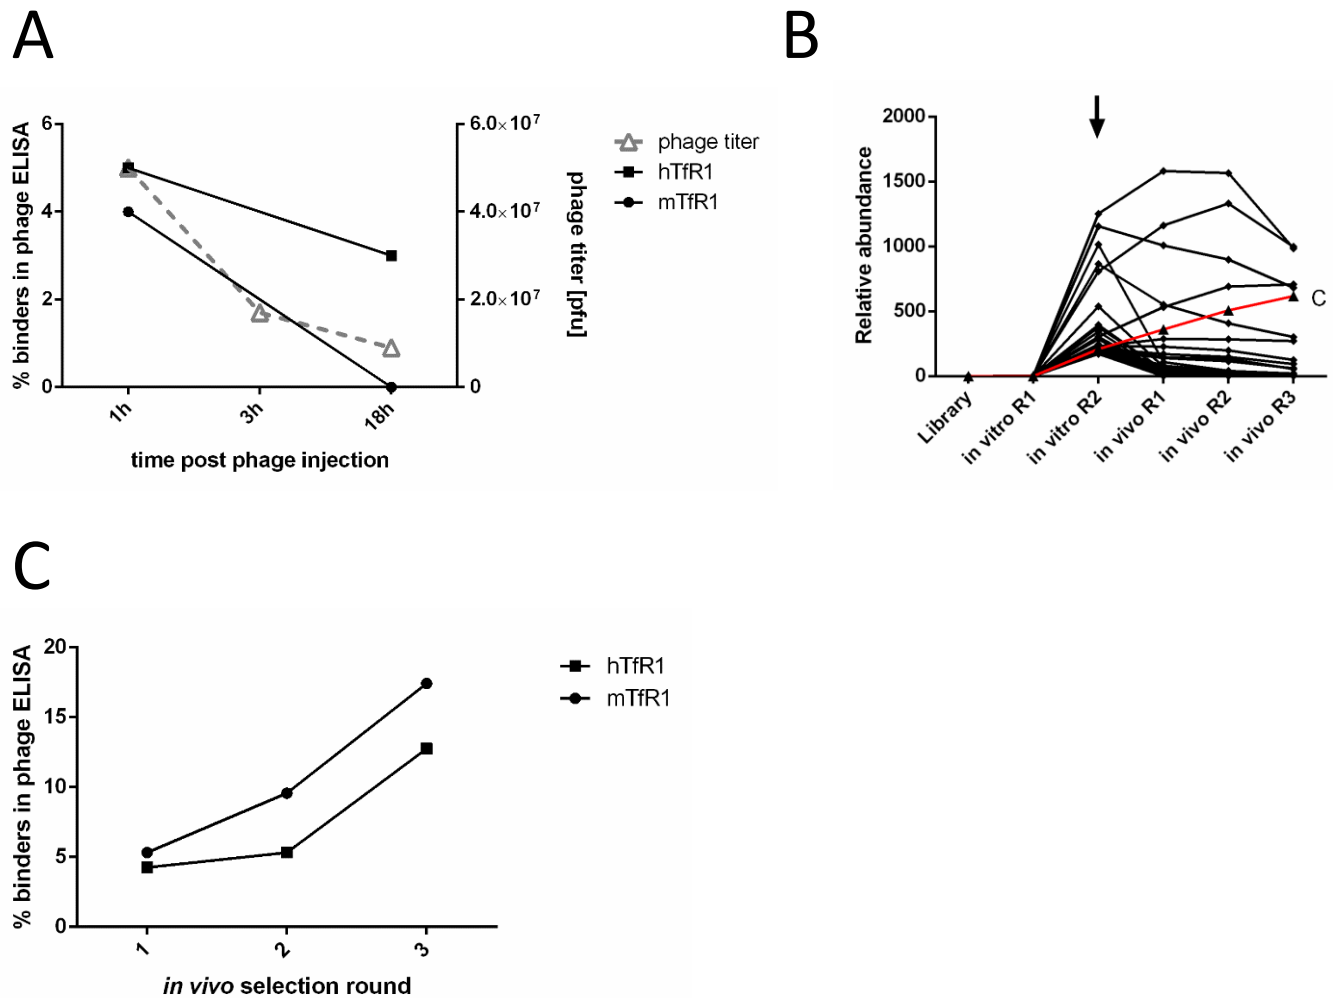 A
% binders in phage ELISA
6
4
2
0
6.0×10⁷
4.0×10⁷
2.0×10⁷
0
phage titer [pfu]
1h
3h
18h
time post phage injection
phage titer
hTfR1
mTfR1
B
Relative abundance
2000
1500
1000
500
0
C
Library
in vitro R1
in vitro R2
in vivo R1
in vivo R2
in vivo R3
C
% binders in phage ELISA
20
15
10
5
0
1
2
3
in vivo selection round
hTfR1
mTfR1